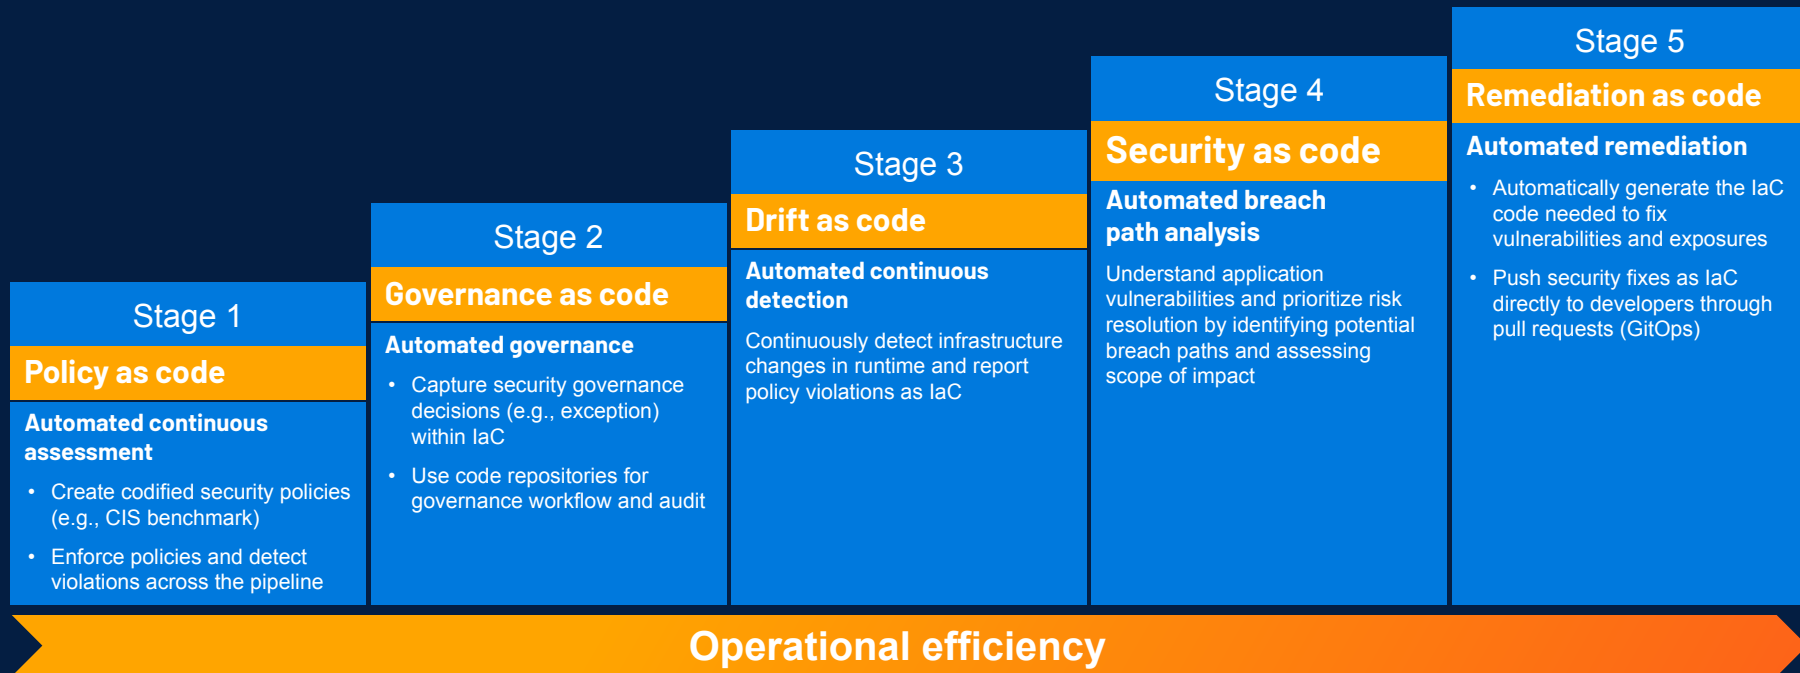 Stage 1
Policy as code
Automated continuous
assessment
• Create codified security policies
(e.g., CIS benchmark)
• Enforce policies and detect
violations across the pipeline
Stage 2
Governance as code
Automated governance
• Capture security governance
decisions (e.g., exception)
within IaC
• Use code repositories for
governance workflow and audit
Stage 3
Drift as code
Automated continuous
detection
Continuously detect infrastructure
changes in runtime and report
policy violations as IaC
Stage 4
Security as code
Automated breach
path analysis
Understand application
vulnerabilities and prioritize risk
resolution by identifying potential
breach paths and assessing
scope of impact
Stage 5
Remediation as code
Automated remediation
• Automatically generate the IaC
code needed to fix
vulnerabilities and exposures
• Push security fixes as IaC
directly to developers through
pull requests (GitOps)
Operational efficiency